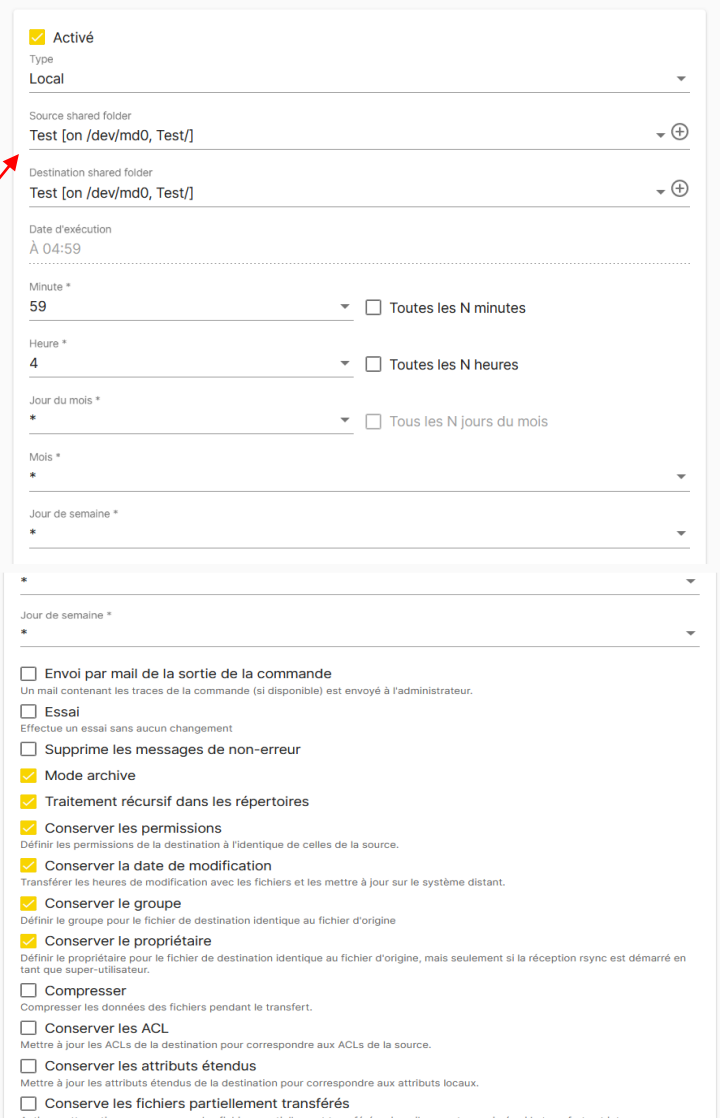 Activé
Type
Local
Source shared folder
Test [on /dev/md0, Test/]
Destination shared folder
Test [on /dev/md0, Test/]
Date d'exécution
À 04:59
Minute *
59
Toutes les N minutes
Heure *
4
Toutes les N heures
Jour du mois *
*
Tous les N jours du mois
Mois *
*
Jour de semaine *
*
*
Jour de semaine *
*
Envoi par mail de la sortie de la commande
Un mail contenant les traces de la commande (si disponible) est envoyé à l'administrateur.
Essai
Effectue un essai sans aucun changement
Supprime les messages de non-erreur
Mode archive
Traitement récursif dans les répertoires
Conserver les permissions
Définir les permissions de la destination à l'identique de celles de la source.
Conserver la date de modification
Transférer les heures de modification avec les fichiers et les mettre à jour sur le système distant.
Conserver le groupe
Définir le groupe pour le fichier de destination identique au fichier d'origine
Conserver le propriétaire
Définir le propriétaire pour le fichier de destination identique au fichier d'origine, mais seulement si la réception rsync est démarré en
tant que super-utilisateur.
Compresser
Compresser les données des fichiers pendant le transfert.
Conserver les ACL
Mettre à jour les ACLs de la destination pour correspondre aux ACLs de la source.
Conserver les attributs étendus
Mettre à jour les attributs étendus de la destination pour correspondre aux attributs locaux.
Conserve les fichiers partiellement transférés